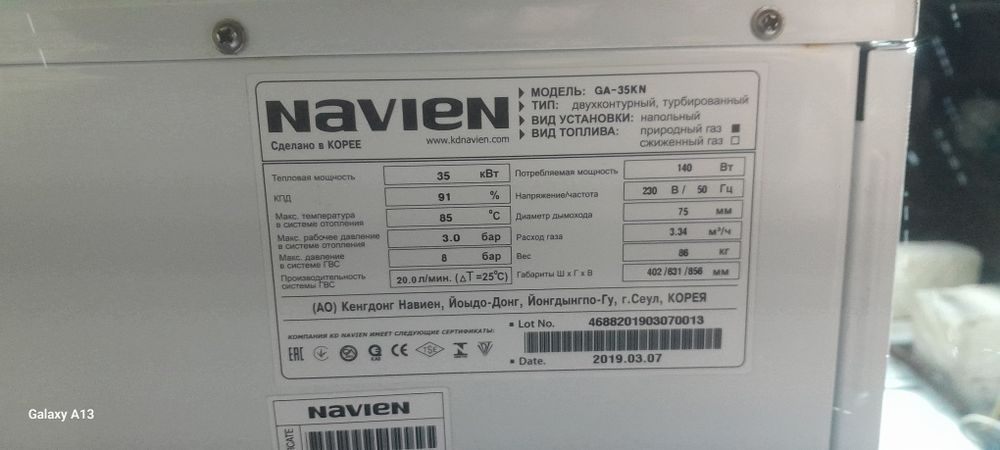 NAVIEN
Сделано в КОРЕЕ
www.kdnavien.com
МОДЕЛЬ: GA-35KN
ТИП: двухконтурный, турбированный
ВИД УСТАНОВКИ: напольный
ВИД ТОПЛИВА: природный газ ■
сжиженный газ □
Тепловая мощность 35 кВт
КПД 91 %
Макс. температура в системе отопления 85 °C
Макс. рабочее давление в системе отопления 3.0 бар
Макс. давление в системе ГВС 8 бар
Производительность системы ГВС 20.0 л/мин. (△T=25°C)
Потребляемая мощность 140 Вт
Напряжение/частота 230 В / 50 Гц
Диаметр дымохода 75 мм
Расход газа 3.34 м³/ч
Вес 86 кг
Габариты Ш х Г х В 402/631/856 мм
(АО) Кенгдонг Навиен, Йоыдо-Донг, Йонгдынгпо-Гу, г.Сеул, КОРЕЯ
КОМПАНИЯ KD NAVIEN ИМЕЕТ СЛЕДУЮЩИЕ СЕРТИФИКАТЫ:
EAC CE TSE
Lot No. 4688201903070013
Date. 2019.03.07
NAVIEN
Galaxy A13